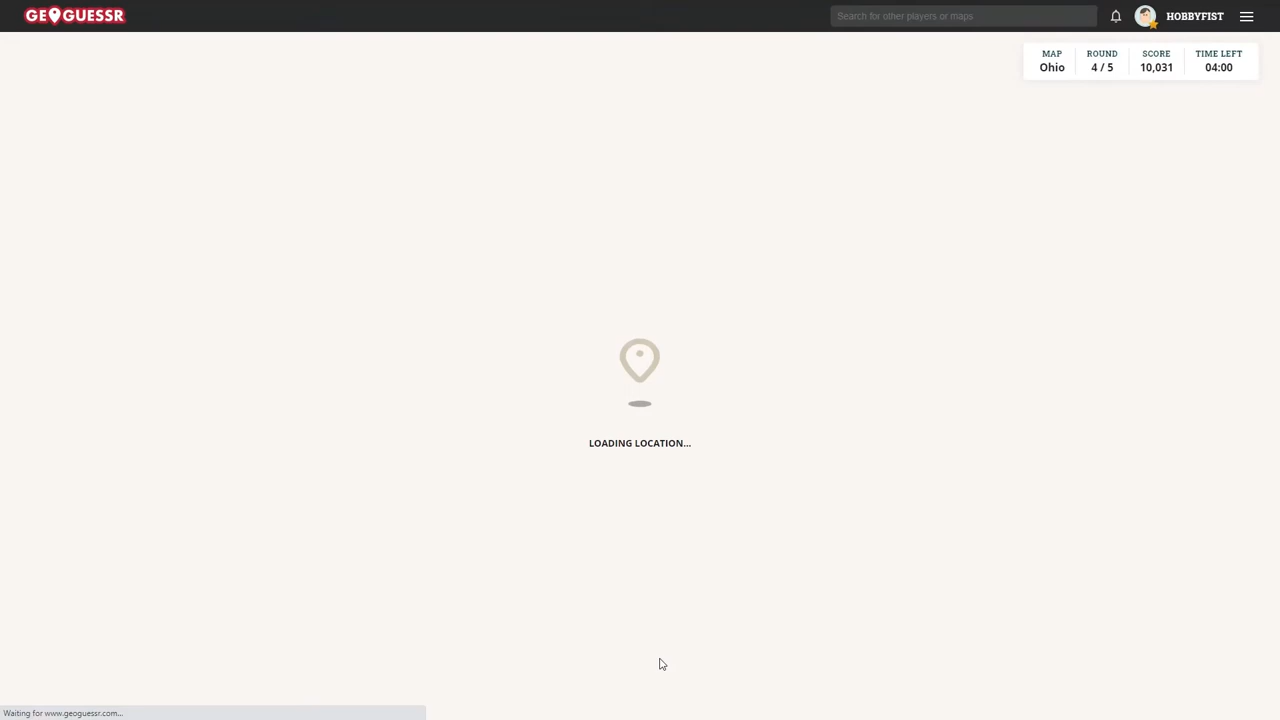 GEOGUESSR
Search for other players or maps
HOBBYFIST
MAP ROUND SCORE TIME LEFT
Ohio 4 / 5 10,031 04:00
LOADING LOCATION...
Waiting for www.geoguessr.com...